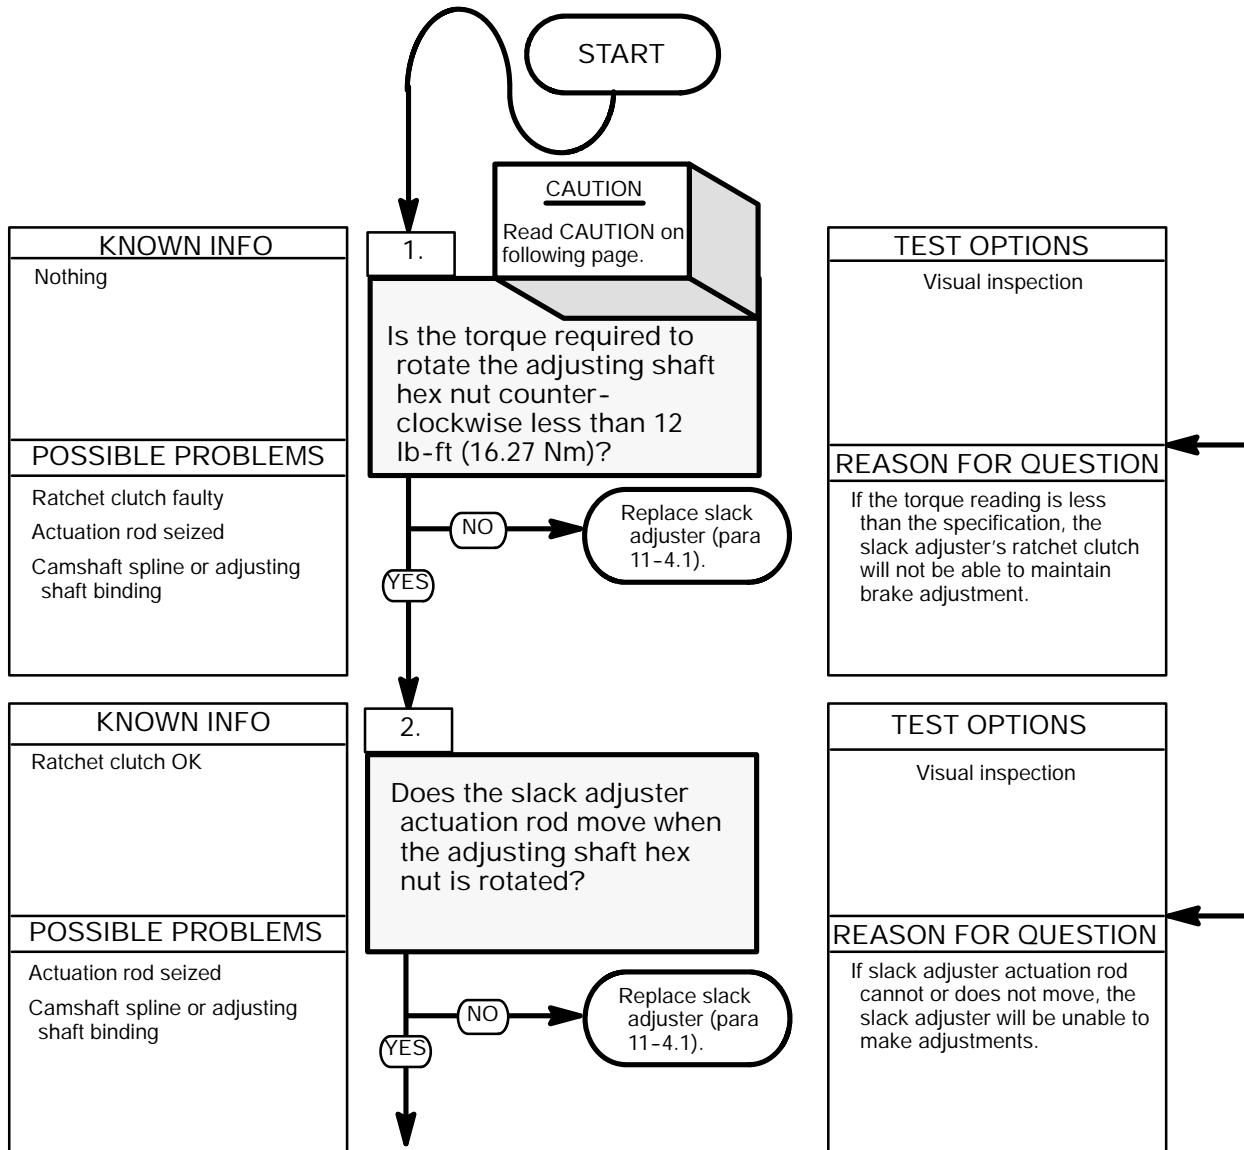 START
CAUTION
Read CAUTION on
following page.
KNOWN INFO
Nothing
POSSIBLE PROBLEMS
Ratchet clutch faulty
Actuation rod seized
Camshaft spline or adjusting
shaft binding
1.
Is the torque required to
rotate the adjusting shaft
hex nut counter-
clockwise less than 12
lb-ft (16.27 Nm)?
NO
Replace slack
adjuster (para
11-4.1).
YES
TEST OPTIONS
Visual inspection
REASON FOR QUESTION
If the torque reading is less
than the specification, the
slack adjuster's ratchet clutch
will not be able to maintain
brake adjustment.
KNOWN INFO
Ratchet clutch OK
POSSIBLE PROBLEMS
Actuation rod seized
Camshaft spline or adjusting
shaft binding
2.
Does the slack adjuster
actuation rod move when
the adjusting shaft hex
nut is rotated?
NO
Replace slack
adjuster (para
11-4.1).
YES
TEST OPTIONS
Visual inspection
REASON FOR QUESTION
If slack adjuster actuation rod
cannot or does not move, the
slack adjuster will be unable to
make adjustments.